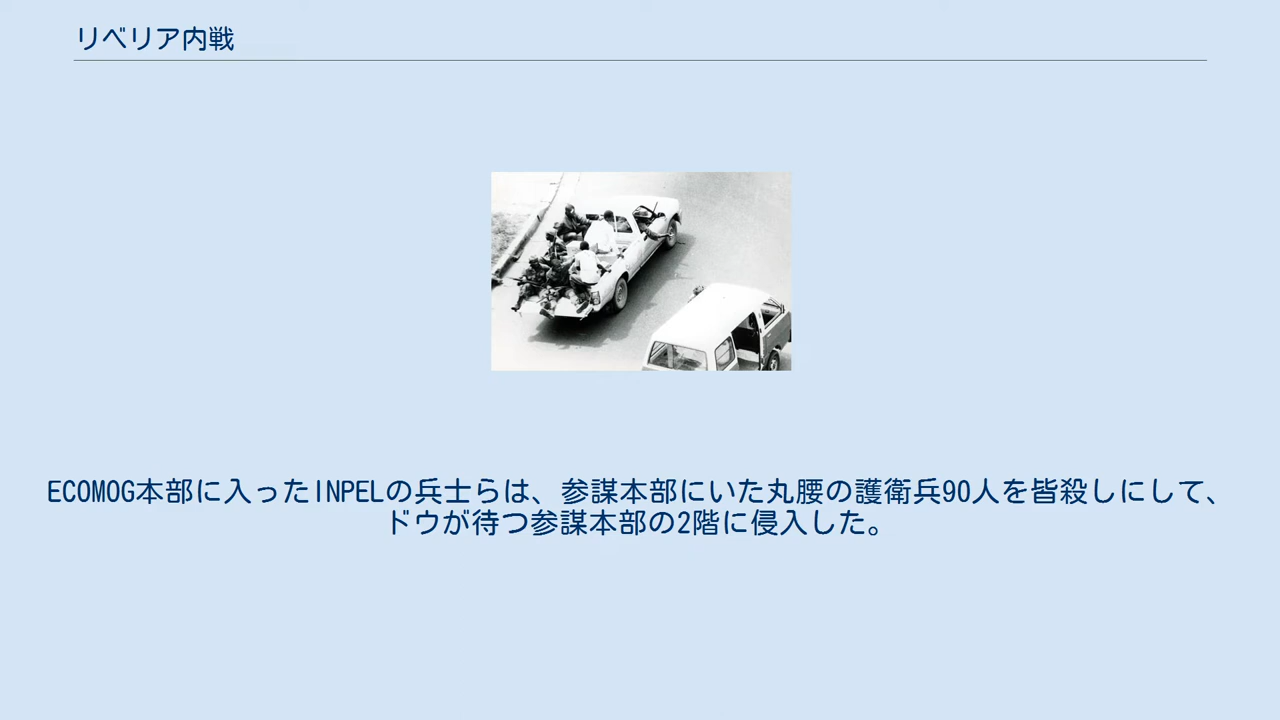 リベリア内戦
ECOMOG本部に入ったINPELの兵士らは、参謀本部にいた丸腰の護衛兵90人を皆殺しにして、
ドウが待つ参謀本部の2階に侵入した。